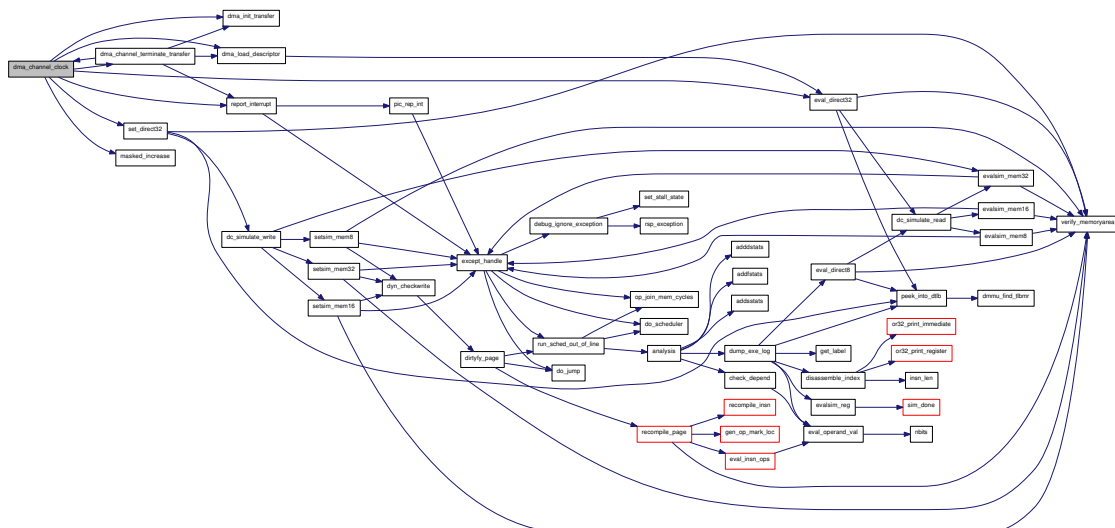 dma_init_transfer
dma_channel_terminate_transfer
dma_load_descriptor
dma_channel_clock
report_interrupt
pic_rep_int
eval_direct32
set_direct32
masked_increase
evalsim_mem32
set_stall_state
evalsim_mem16
debug_ignore_exception
rsp_exception
dc_simulate_read
verify_memoryarea
dc_simulate_write
setsim_mem8
evalsim_mem8
adddstats
except_handle
setsim_mem32
eval_direct8
addfstats
dyn_checkwrite
op_join_mem_cycles
peek_into_dtlb
dmmu_find_tlbmr
setsim_mem16
addsstats
do_scheduler
or32_print_immediate
run_sched_out_of_line
analysis
dump_exe_log
get_label
or32_print_register
dirtyfy_page
do_jump
check_depend
disassemble_index
insn_len
recompile_insn
evalsim_reg
sim_done
recompile_page
gen_op_mark_loc
eval_operand_val
nbits
eval_insn_ops